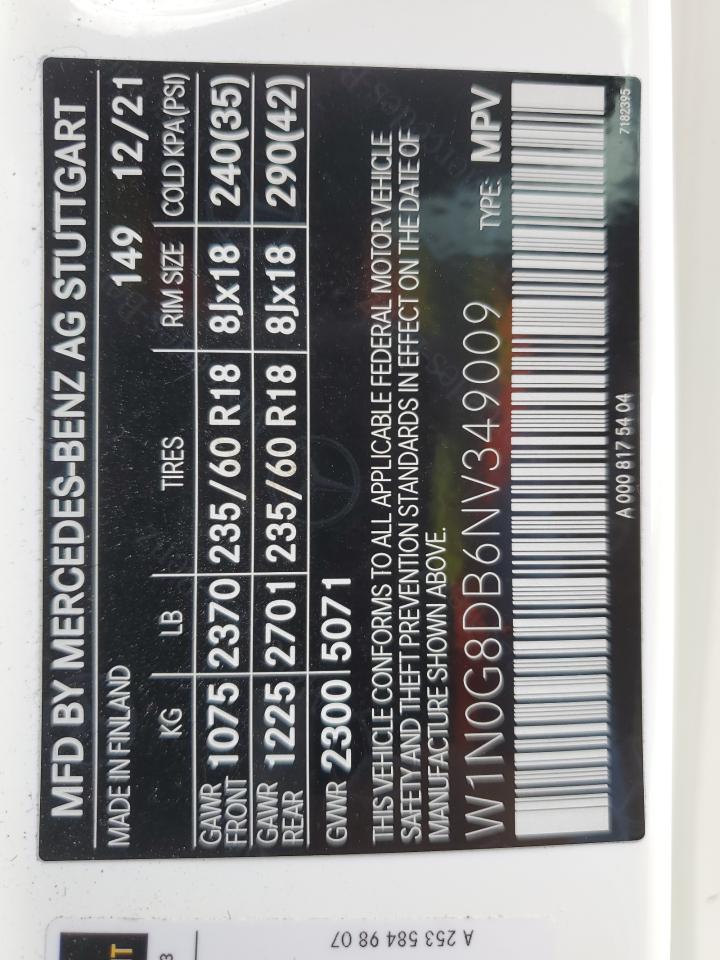 MFD BY MERCEDES-BENZ AG STUTTGART
MADE IN FINLAND 149 12/21
KG LB TIRES RIM SIZE COLD KPA(PSI)
GAWR FRONT 1075 2370 235/60 R18 8Jx18 240(35)
GAWR REAR 1225 2701 235/60 R18 8Jx18 290(42)
GWR 2300 5071
THIS VEHICLE CONFORMS TO ALL APPLICABLE FEDERAL MOTOR VEHICLE
SAFETY AND THEFT PREVENTION STANDARDS IN EFFECT ON THE DATE OF
MANUFACTURE SHOWN ABOVE.
W1N0G8DB6NV349009 TYPE: MPV
A 000 817 54 04 7182395
A 253 584 98 07